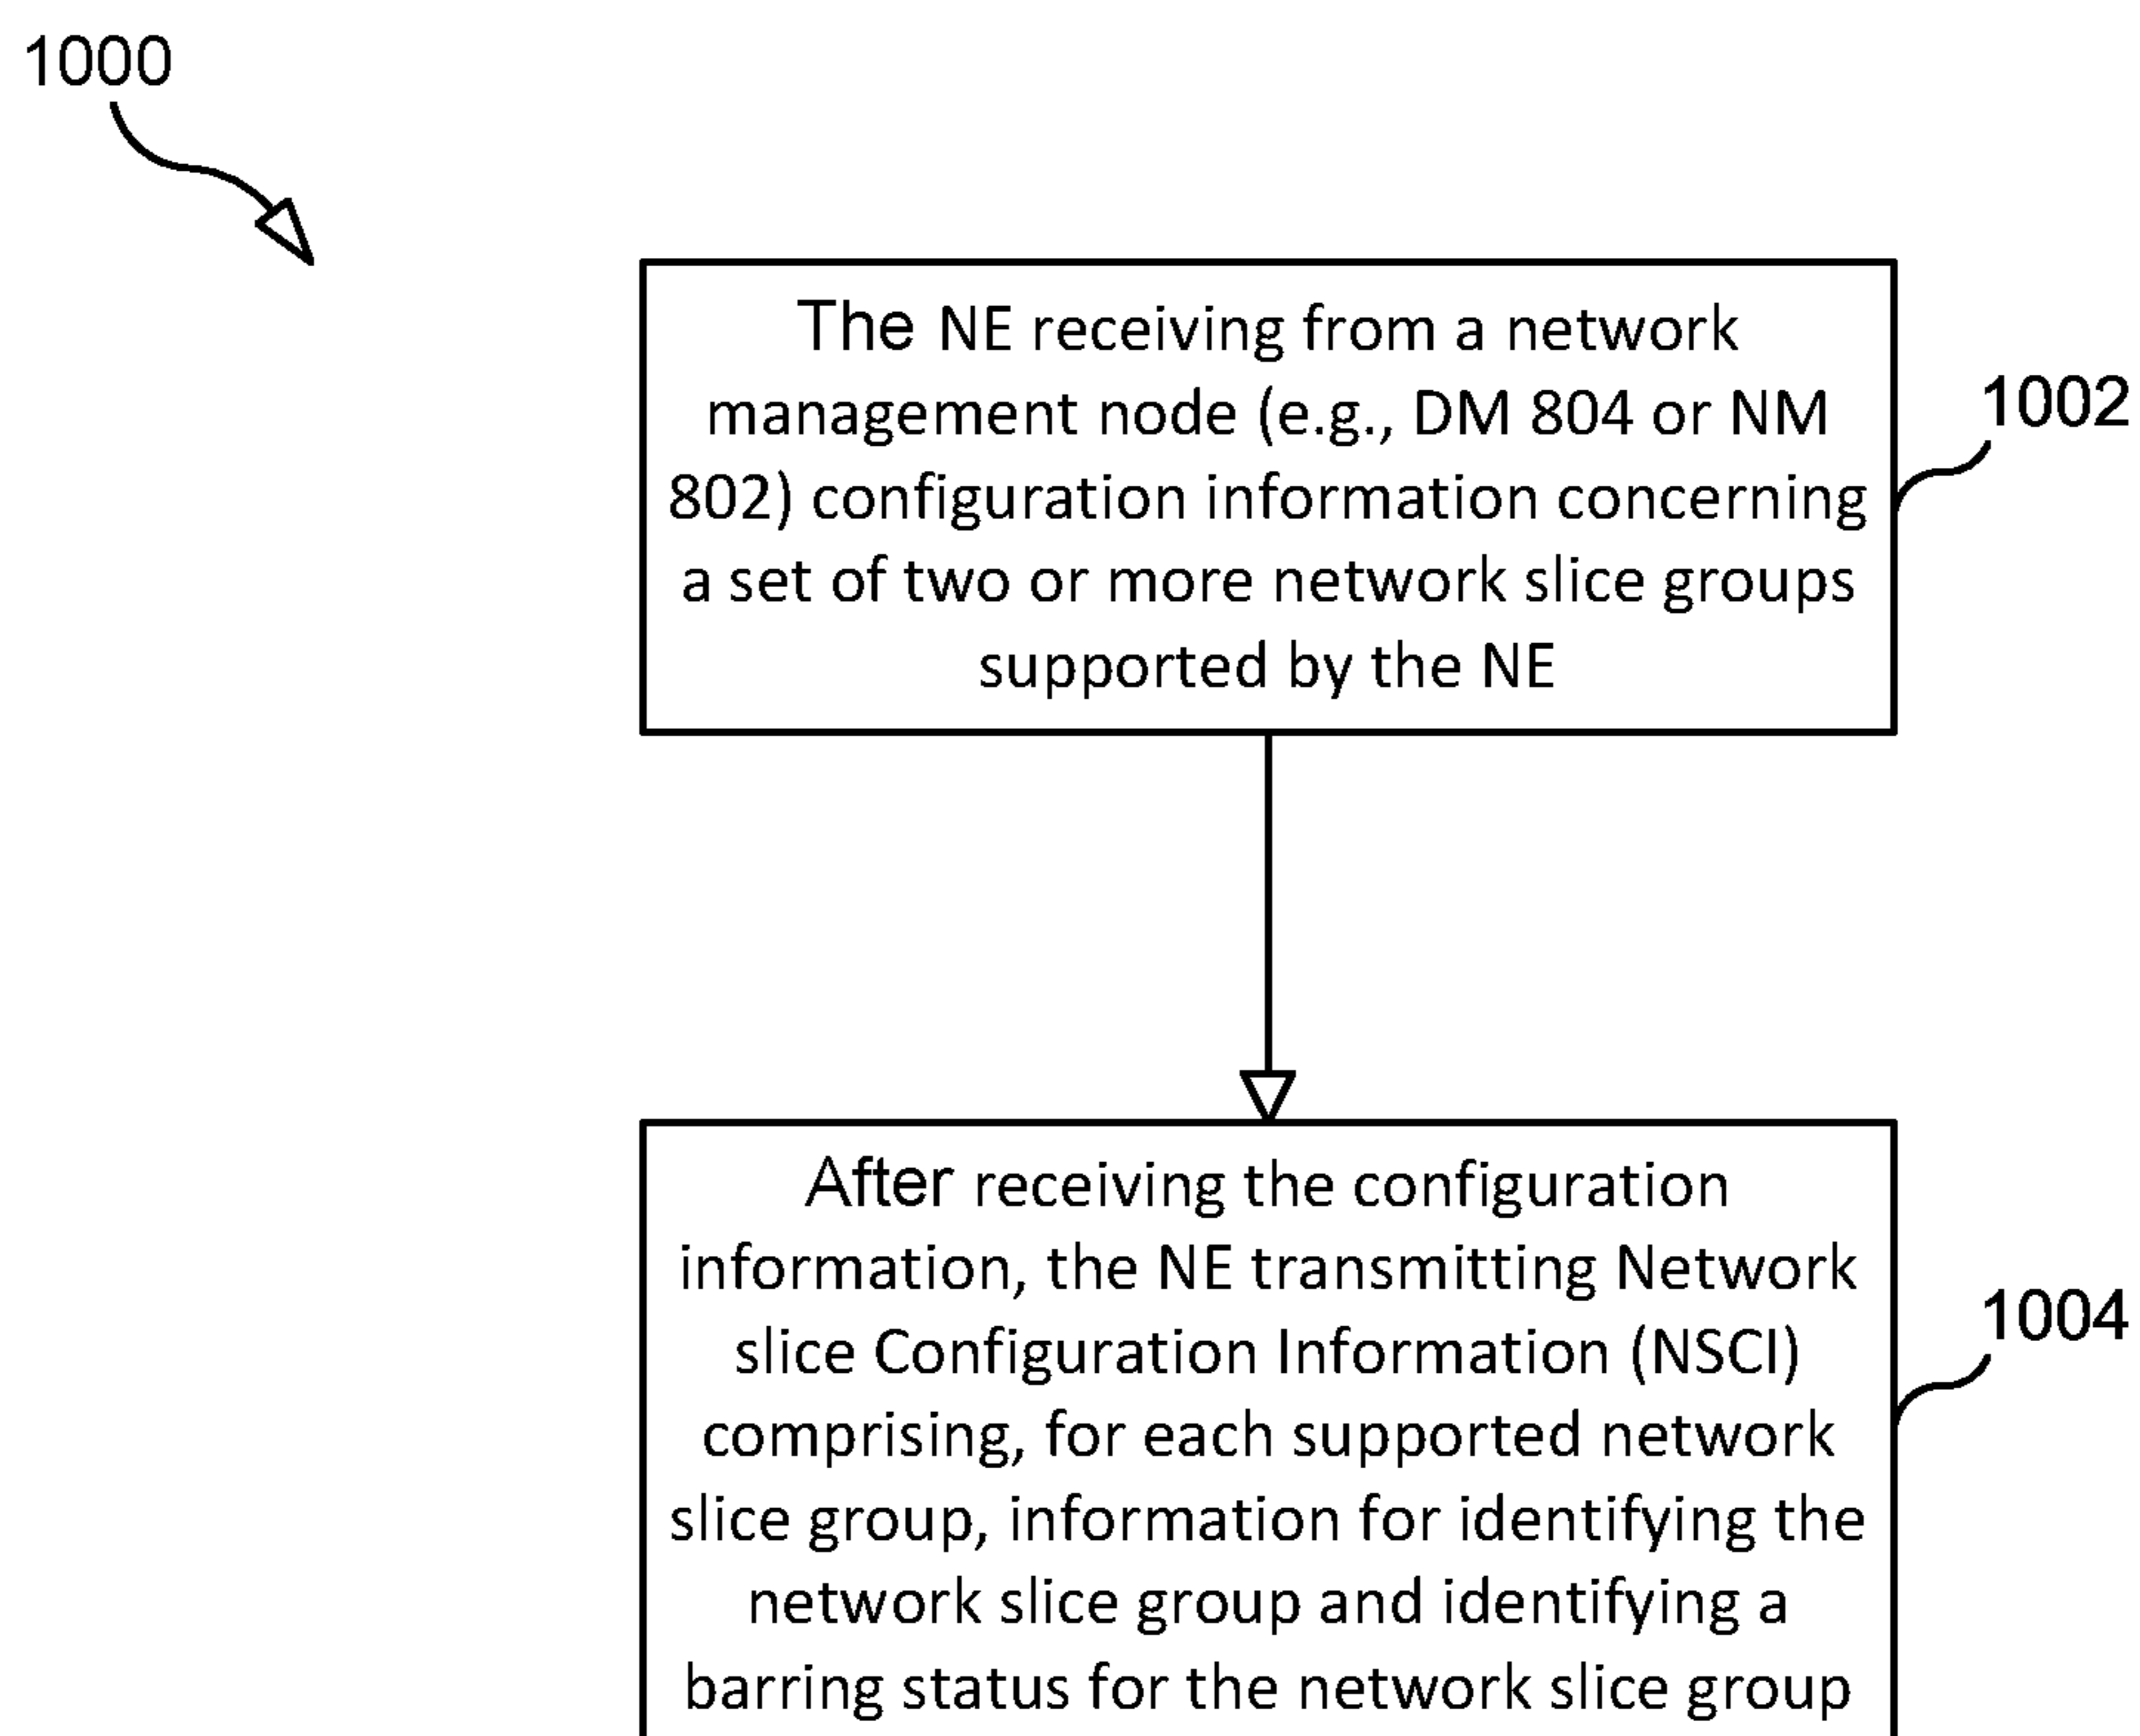 1000
The NE receiving from a network
management node (e.g., DM 804 or NM
802) configuration information concerning
a set of two or more network slice groups
supported by the NE
1002
After receiving the configuration
information, the NE transmitting Network
slice Configuration Information (NSCI)
comprising, for each supported network
slice group, information for identifying the
network slice group and identifying a
barring status for the network slice group
1004